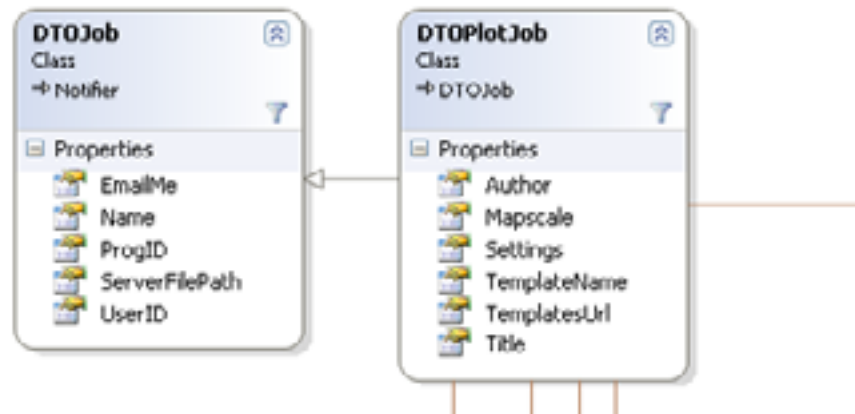 DTOJob
Class
Notifier
Properties
EmailMe
Name
ProgID
ServerFilePath
UserID
DTOPlotJob
Class
DTOJob
Properties
Author
Mapscale
Settings
TemplateName
TemplatesUrl
Title